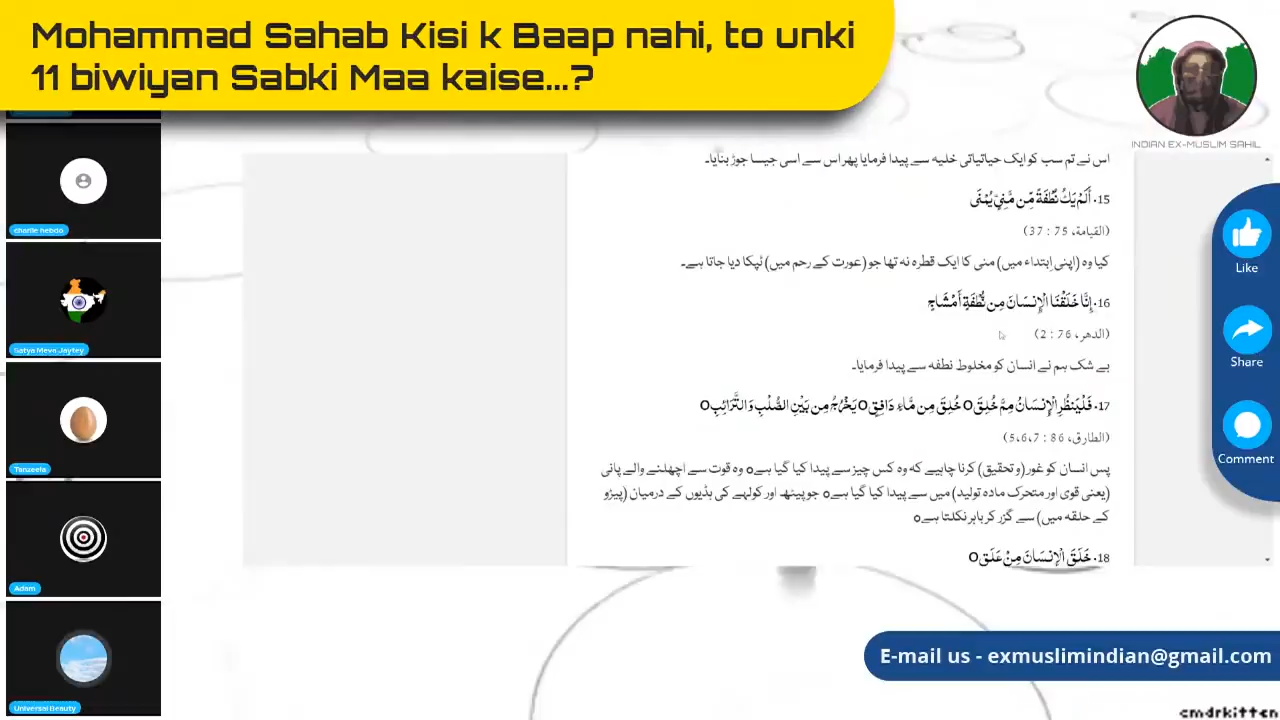 Mohammad Sahab Kisi k Baap nahi, to unki
11 biwiyan Sabki Maa kaise...?
INDIAN EX-MUSLIM SAHIL
charlie hebdo
Satya Meva Jaytey
Tanzeela
Adam
Universal Beauty
اس نے تم سب کو ایک حیاتیاتی خلیہ سے پیدا فرمایا پھر اس سے اسی جیسا جوڑ بنایا۔
15. أَلَمْ يَكُ نُطْفَةً مِّن مَّنِيٍّ يُمْنَى
(القيامة، 75 : 37)
کیا وہ (اپنی اِبتداء میں) منی کا ایک قطرہ نہ تھا جو (عورت کے رحم میں) ٹپکا دیا جاتا ہے۔
16. إِنَّا خَلَقْنَا الْإِنسَانَ مِن نُّطْفَةٍ أَمْشَاجٍ
(الدهر، 76 : 2)
بے شک ہم نے انسان کو مخلوط نطفہ سے پیدا فرمایا۔
17. فَلْيَنظُرِ الْإِنسَانُ مِمَّ خُلِقَo خُلِقَ مِن مَّاءٍ دَافِقٍo يَخْرُجُ مِن بَيْنِ الصُّلْبِ وَالتَّرَائِبِo
(الطارق، 86 : 5،6،7)
پس انسان کو غور (و تحقیق) کرنا چاہیے کہ وہ کس چیز سے پیدا کیا گیا ہےo وہ قوت سے اچھلنے والے پانی
(یعنی قوی اور متحرک مادہ تولید) میں سے پیدا کیا گیا ہےo جو پیٹھ اور کولہے کی ہڈیوں کے درمیان (پیڑو
کے حلقہ میں) سے گزر کر باہر نکلتا ہےo
18. خَلَقَ الْإِنسَانَ مِنْ عَلَقٍo
Like
Share
Comment
E-mail us - exmuslimindian@gmail.com
cmdrkitten